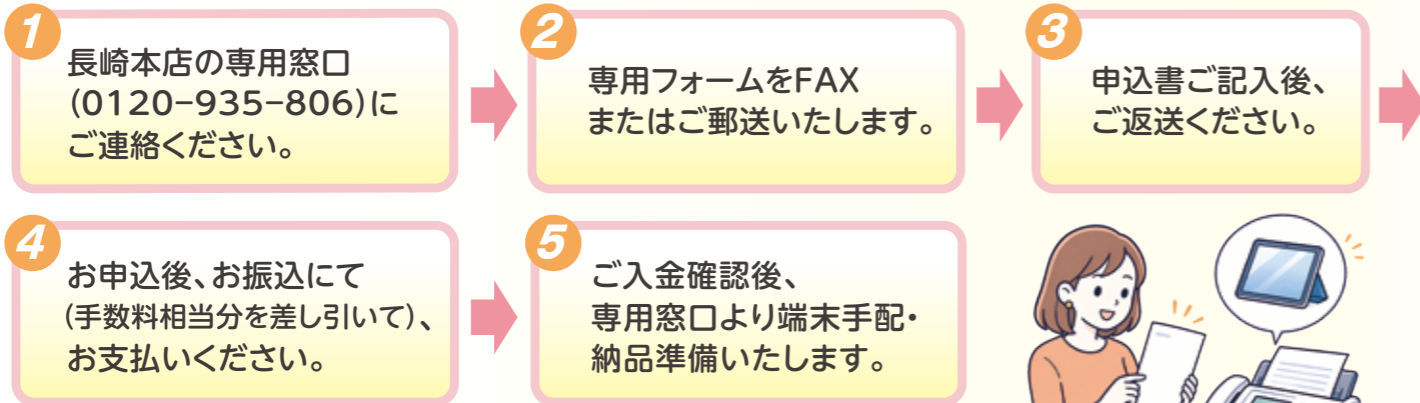 1
長崎本店の専用窓口
(0120-935-806)に
ご連絡ください。
2
専用フォームをFAX
またはご郵送いたします。
3
申込書ご記入後、
ご返送ください。
4
お申込後、お振込にて
(手数料相当分を差し引いて)、
お支払いください。
5
ご入金確認後、
専用窓口より端末手配・
納品準備いたします。